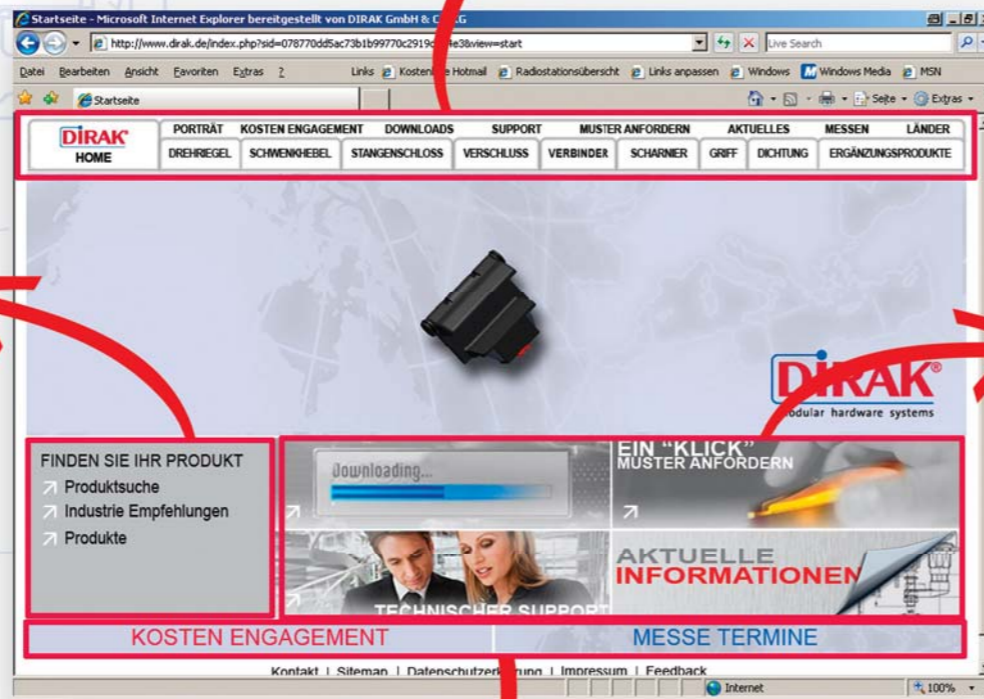 Startseite - Microsoft Internet Explorer bereitgestellt von DIRAK GmbH &
http://www.dirak.de/index.php?sid=078770dd5ac73b1b99770c2919
Live Search
Datei Bearbeiten Ansicht Favoriten Extras ? Links Hotmail Radiostationsübersicht Links anpassen Windows Windows Media MSN
Startseite Seite Extras
DIRAK
HOME
PORTRÄT KOSTEN ENGAGEMENT DOWNLOADS SUPPORT MUSTER ANFORDERN AKTUELLES MESSEN LÄNDER
DREHRIEGEL SCHWENKHEBEL STANGENSCHLOSS VERSCHLUSS VERBINDER SCHARNIER GRIFF DICHTUNG ERGÄNZUNGSPRODUKTE
DIRAK®
modular hardware systems
FINDEN SIE IHR PRODUKT
Produktsuche
Industrie Empfehlungen
Produkte
Downloading...
EIN "KLICK"
MUSTER ANFORDERN
TECHNISCHER SUPPORT
AKTUELLE
INFORMATIONEN
KOSTEN ENGAGEMENT MESSE TERMINE
Kontakt | Sitemap | Datenschutzerklärung | Impressum | Feedback
Internet 100%